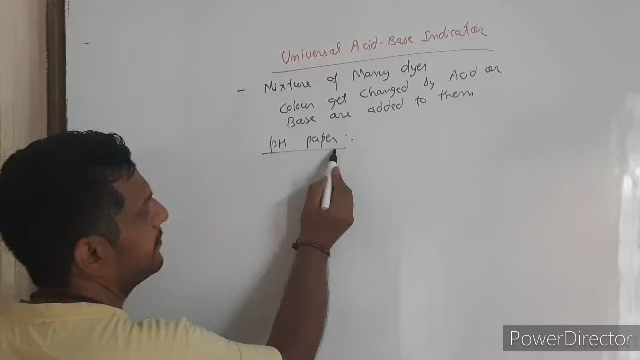 Universal Acid-Base Indicator
- Mixture of Many dyer
colour get changed by Acid or
Base are added to them
pH paper :-
PowerDirector